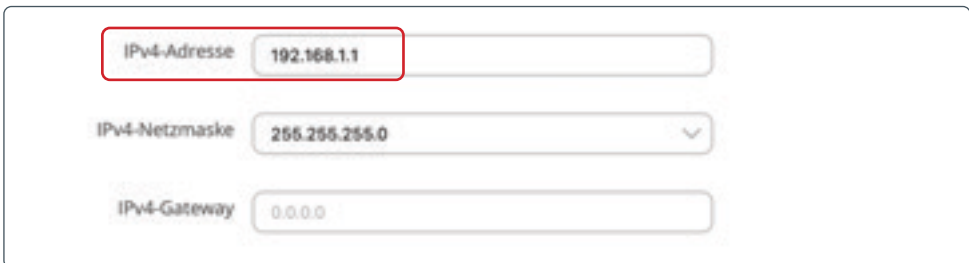 IPv4-Adresse 192.168.1.1
IPv4-Netzmaske 255.255.255.0
IPv4-Gateway 0.0.0.0